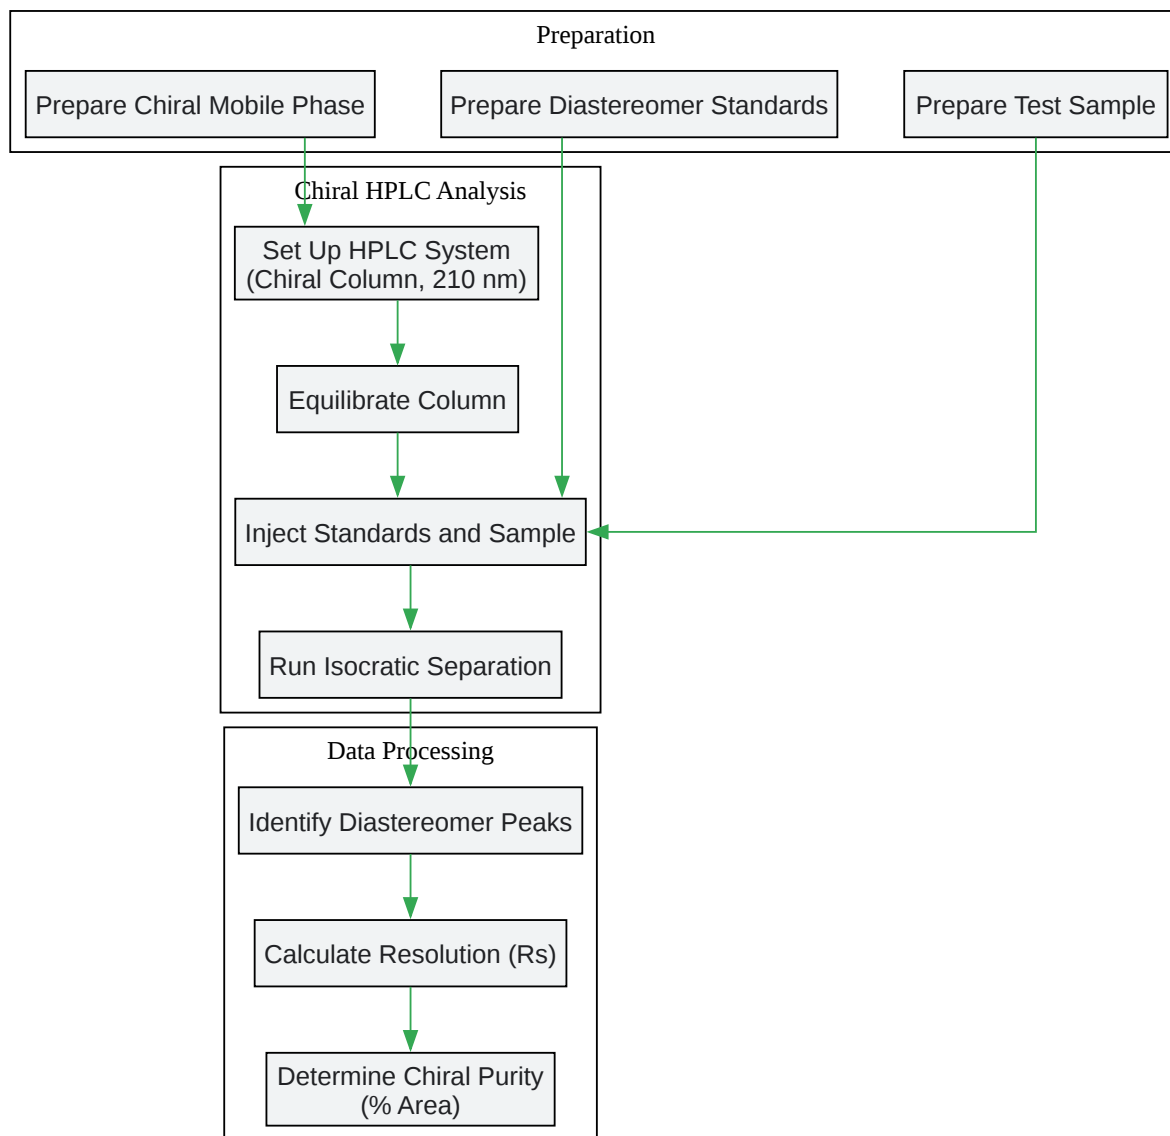 Preparation
Prepare Chiral Mobile Phase
Prepare Diastereomer Standards
Prepare Test Sample
Chiral HPLC Analysis
Set Up HPLC System
(Chiral Column, 210 nm)
Equilibrate Column
Inject Standards and Sample
Run Isocratic Separation
Data Processing
Identify Diastereomer Peaks
Calculate Resolution (Rs)
Determine Chiral Purity
(% Area)